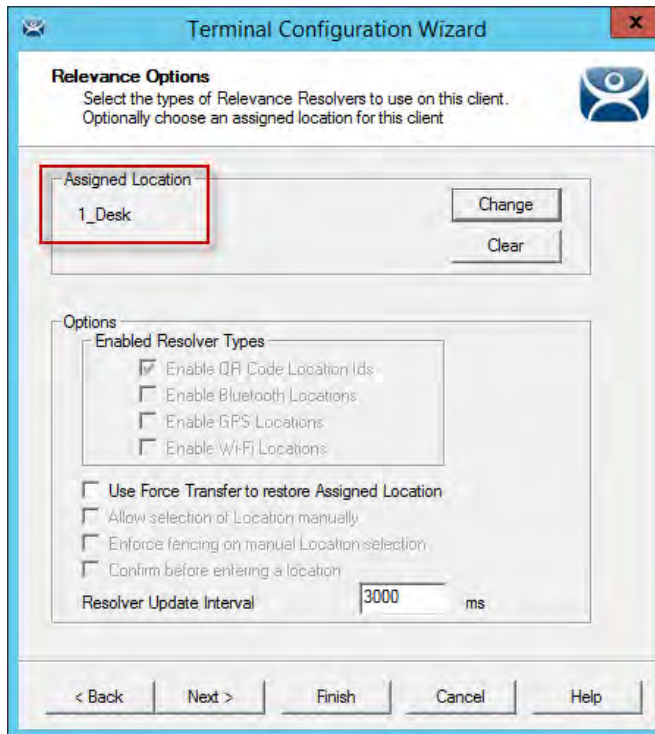 Terminal Configuration Wizard
x
Relevance Options
Select the types of Relevance Resolvers to use on this client.
Optionally choose an assigned location for this client
Assigned Location
1_Desk
Change
Clear
Options
Enabled Resolver Types
Enable QR Code Location Ids
Enable Bluetooth Locations
Enable GPS Locations
Enable Wi-Fi Locations
Use Force Transfer to restore Assigned Location
Allow selection of Location manually
Enforce fencing on manual Location selection
Confirm before entering a location
Resolver Update Interval 3000 ms
< Back Next > Finish Cancel Help